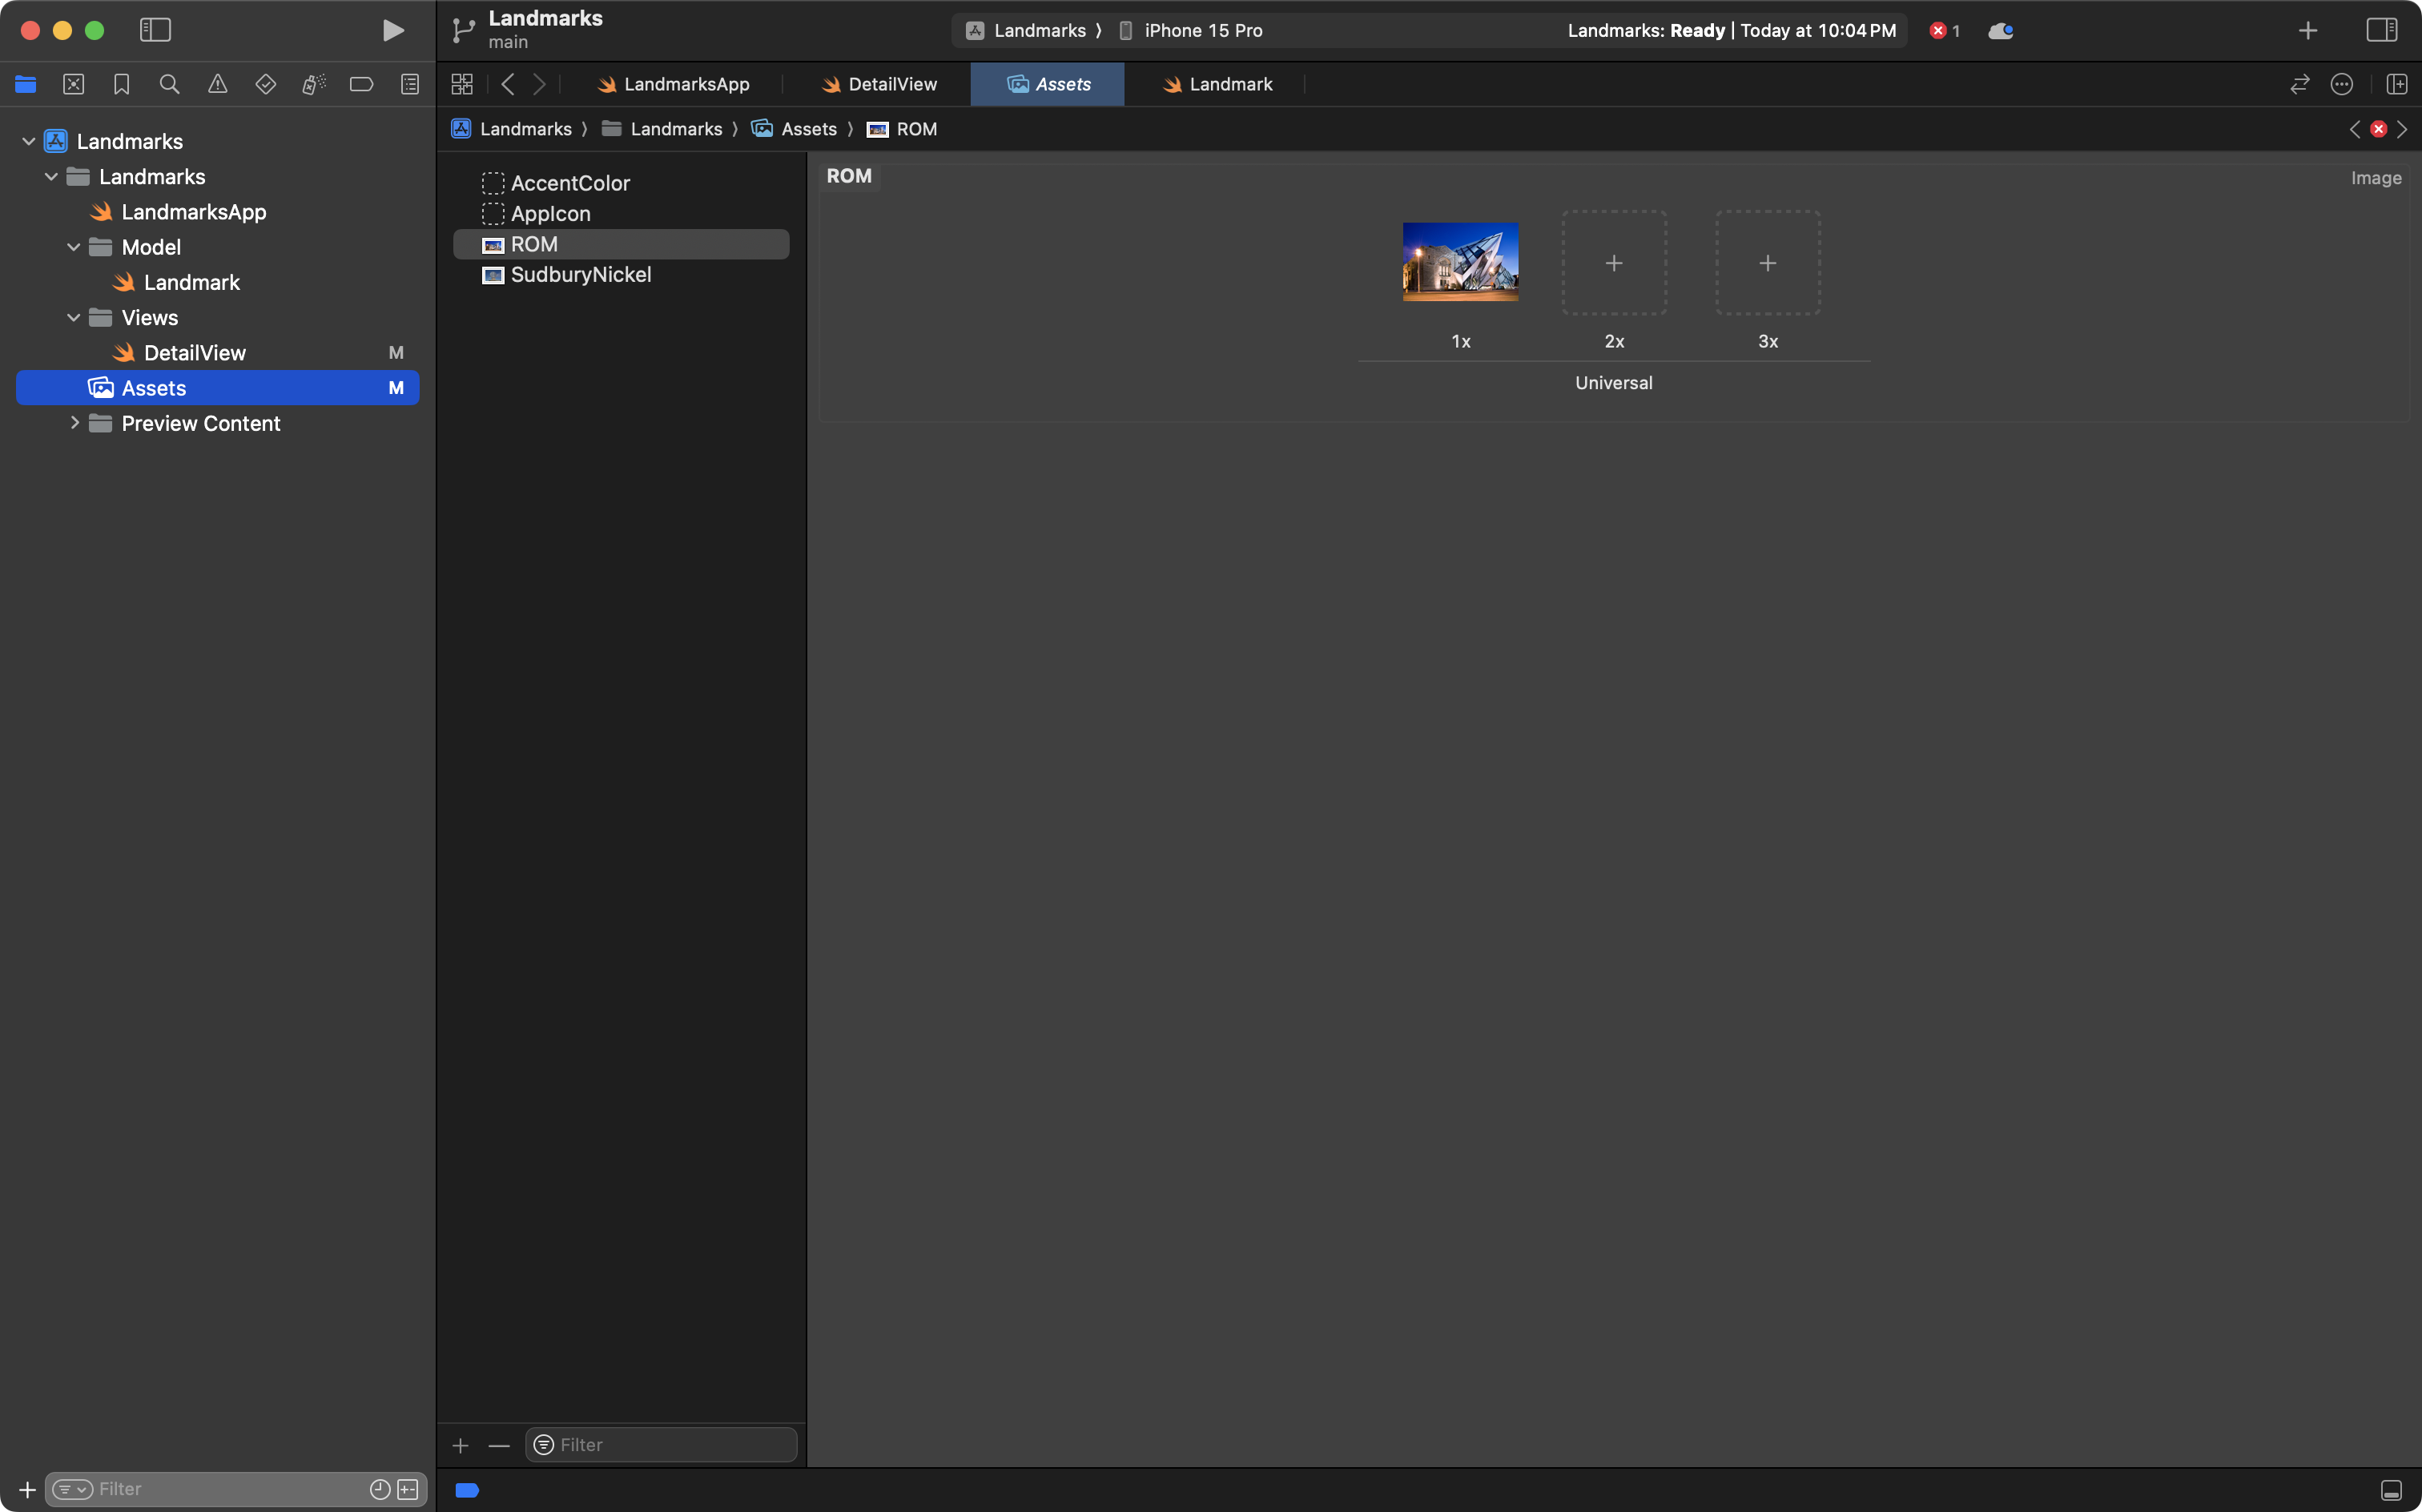 Landmarks
main
Landmarks
iPhone 15 Pro
Landmarks: Ready | Today at 10:04 PM
1
LandmarksApp
DetailView
Assets
Landmark
Landmarks
Landmarks
Assets
ROM
Landmarks
Landmarks
LandmarksApp
Model
Landmark
Views
DetailView M
Assets M
Preview Content
AccentColor
AppIcon
ROM
SudburyNickel
ROM
Image
1x
2x
3x
Universal
Filter
Filter